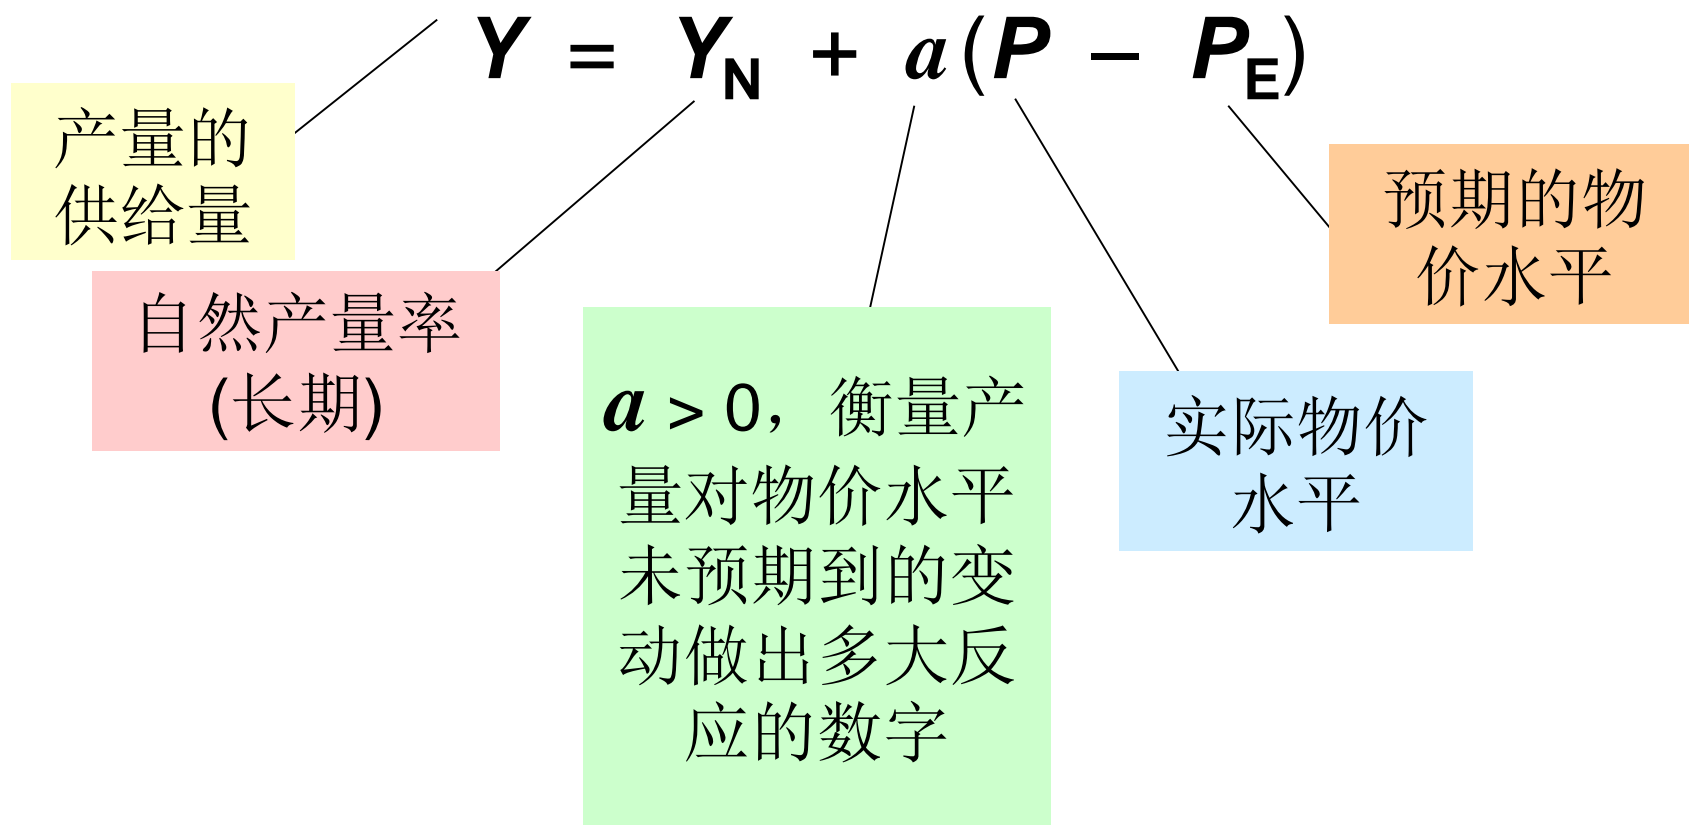 Y = YN + a(P − PE)
产量的
供给量
自然产量率
(长期)
a > 0，衡量产
量对物价水平
未预期到的变
动做出多大反
应的数字
实际物价
水平
预期的物
价水平